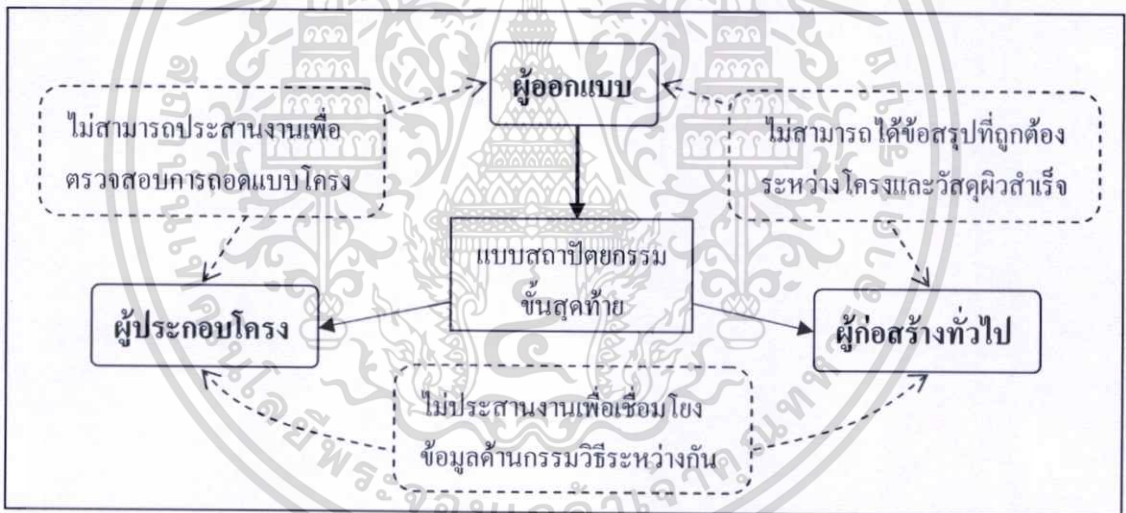 ผู้ออกแบบ
ไม่สามารถประสานงานเพื่อ
ตรวจสอบการถอดแบบโครง
ไม่สามารถได้ข้อสรุปที่ถูกต้อง
ระหว่างโครงและวัสดุผิวสำเร็จ
แบบสถาปัตยกรรม
ขั้นสุดท้าย
ผู้ประกอบโครง
ผู้ก่อสร้างทั่วไป
ไม่ประสานงานเพื่อเชื่อมโยง
ข้อมูลด้านกรรมวิธีระหว่างกัน